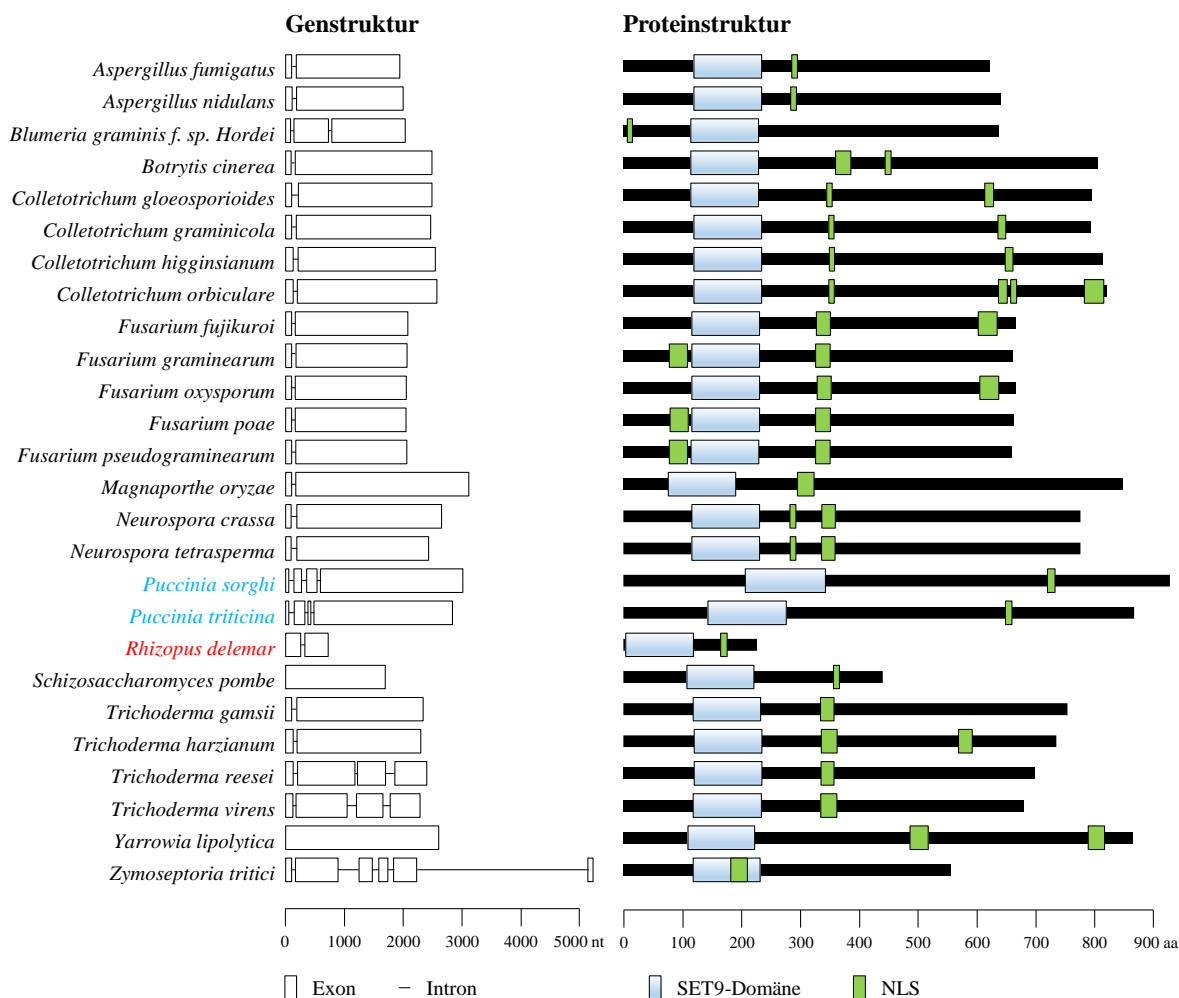 Genstruktur
Proteinstruktur
Aspergillus fumigatus
Aspergillus nidulans
Blumeria graminis f. sp. Hordei
Botrytis cinerea
Colletotrichum gloeosporioides
Colletotrichum graminicola
Colletotrichum higginsianum
Colletotrichum orbiculare
Fusarium fujikuroi
Fusarium graminearum
Fusarium oxysporum
Fusarium poae
Fusarium pseudograminearum
Magnaporthe oryzae
Neurospora crassa
Neurospora tetrasperma
Puccinia sorghi
Puccinia triticina
Rhizopus delemar
Schizosaccharomyces pombe
Trichoderma gamsii
Trichoderma harzianum
Trichoderma reesei
Trichoderma virens
Yarrowia lipolytica
Zymoseptoria tritici
0 1000 2000 3000 4000 5000 nt
0 100 200 300 400 500 600 700 800 900 aa
Exon – Intron
SET9-Domäne NLS